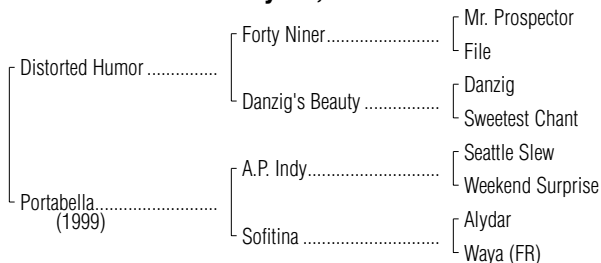 Mr. Prospector
Forty Niner
File
Distorted Humor
Danzig
Danzig's Beauty
Sweetest Chant
Seattle Slew
A.P. Indy
Weekend Surprise
Portabella
(1999)
Alydar
Sofitina
Waya (FR)